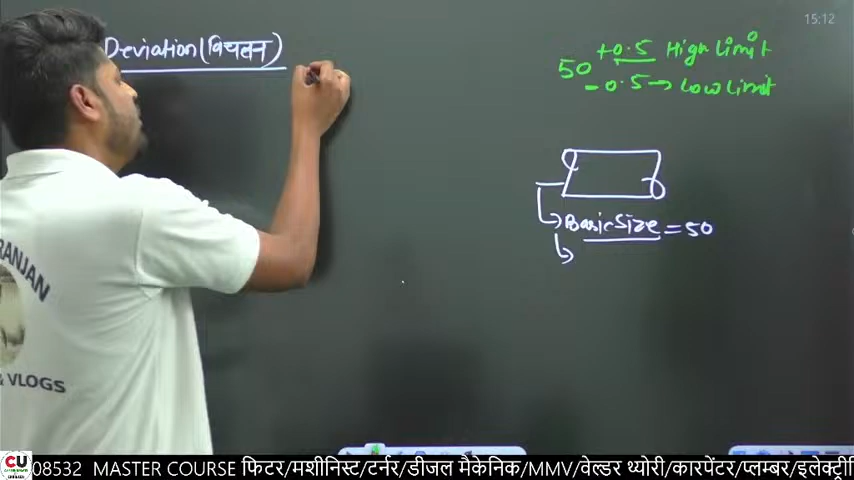 15:12
Deviation (विचलन)
+0.5 High Limit
50
-0.5 → Low Limit
Basic Size = 50
RANJAN
& VLOGS
CU
08532 MASTER COURSE फिटर/मशीनिस्ट/टर्नर/डीजल मैकेनिक/MMV/वेल्डर थ्योरी/कारपेंटर/प्लम्बर/इलेक्ट्री